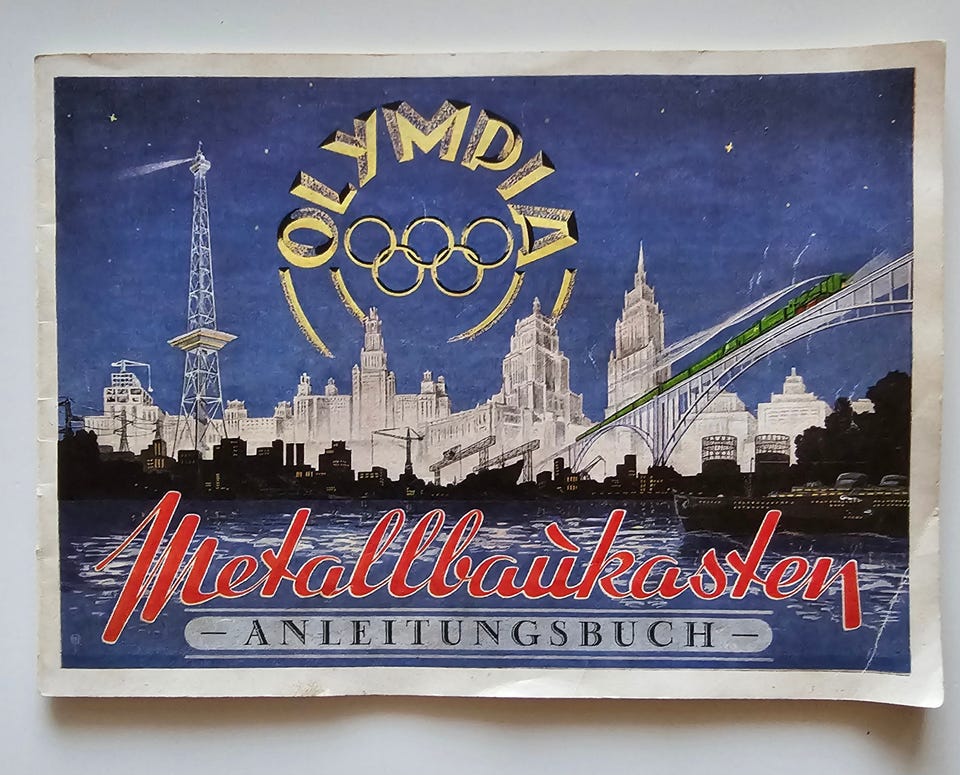 OLYMPIA
Metallbaukasten
– ANLEITUNGSBUCH –